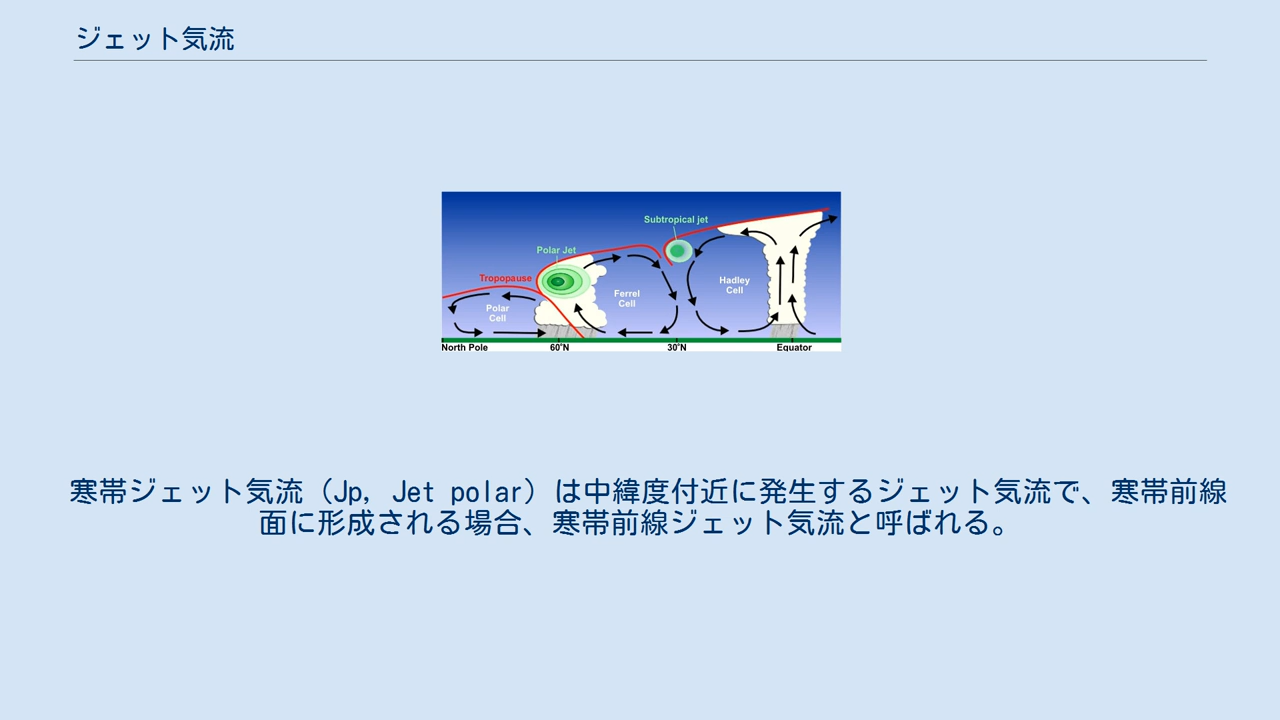 ジェット気流
Subtropical jet
Polar Jet
Tropopause
Hadley
Cell
Ferrel
Cell
Polar
Cell
North Pole
60°N
30°N
Equator
寒帯ジェット気流（Jp, Jet polar）は中緯度付近に発生するジェット気流で、寒帯前線
面に形成される場合、寒帯前線ジェット気流と呼ばれる。